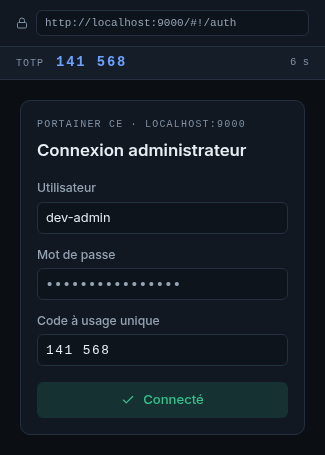 http://localhost:9000/#!/auth
TOTP 141 568 6 s
PORTAINER CE · LOCALHOST:9000
Connexion administrateur
Utilisateur
dev-admin
Mot de passe
••••••••••••••••
Code à usage unique
141 568
✓ Connecté